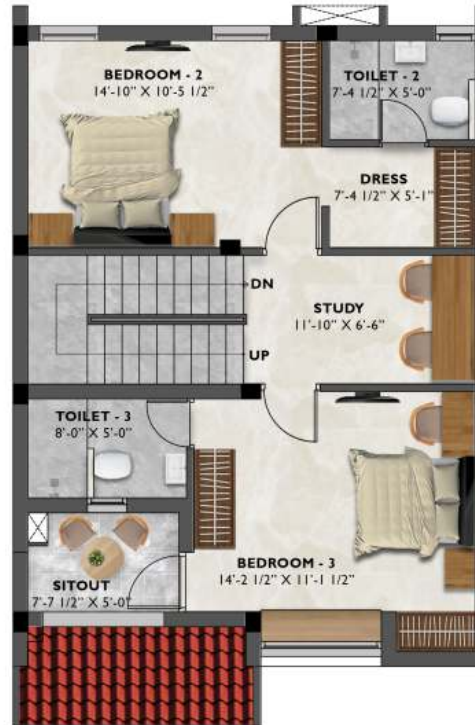 BEDROOM - 2
14'-10" X 10'-5 1/2"
TOILET - 2
7'-4 1/2" X 5'-0"
DRESS
7'-4 1/2" X 5'-1"
DN
STUDY
11'-10" X 6'-6"
UP
TOILET - 3
8'-0" X 5'-0"
BEDROOM - 3
14'-2 1/2" X 11'-1 1/2"
SITOUT
7'-7 1/2" X 5'-0"